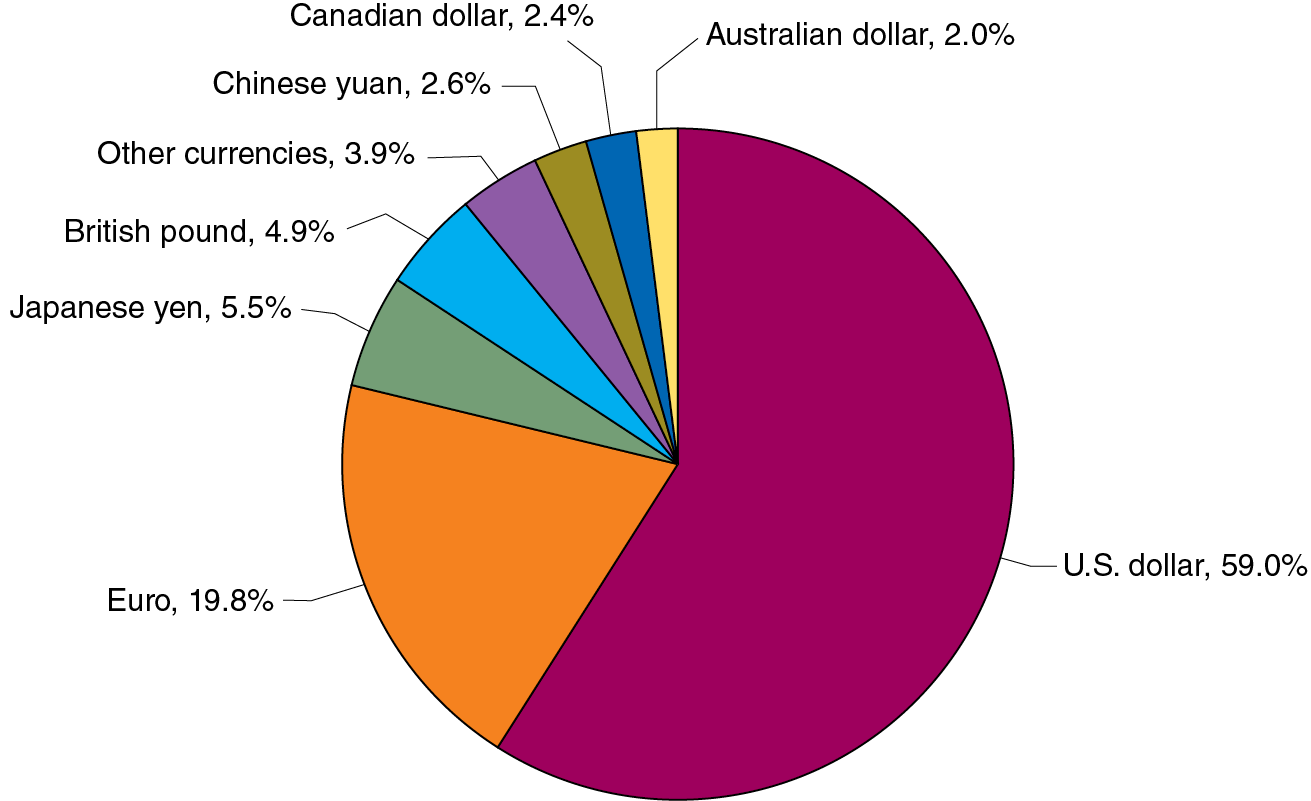 Canadian dollar, 2.4%
Australian dollar, 2.0%
Chinese yuan, 2.6%
Other currencies, 3.9%
British pound, 4.9%
Japanese yen, 5.5%
U.S. dollar, 59.0%
Euro, 19.8%